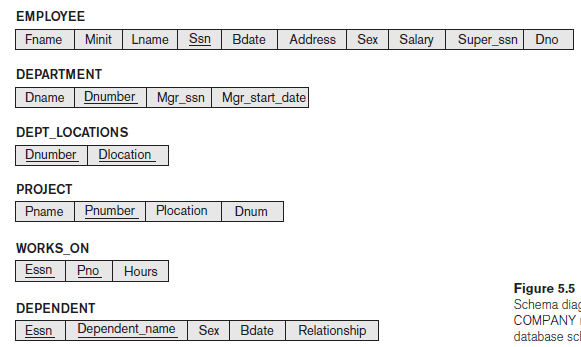 EMPLOYEE
Fname Minit Lname Ssn Bdate Address Sex Salary Super_ssn Dno
DEPARTMENT
Dname Dnumber Mgr_ssn Mgr_start_date
DEPT_LOCATIONS
Dnumber Dlocation
PROJECT
Pname Pnumber Plocation Dnum
WORKS_ON
Essn Pno Hours
DEPENDENT
Essn Dependent_name Sex Bdate Relationship
Figure 5.5
Schema
COMPANY
database